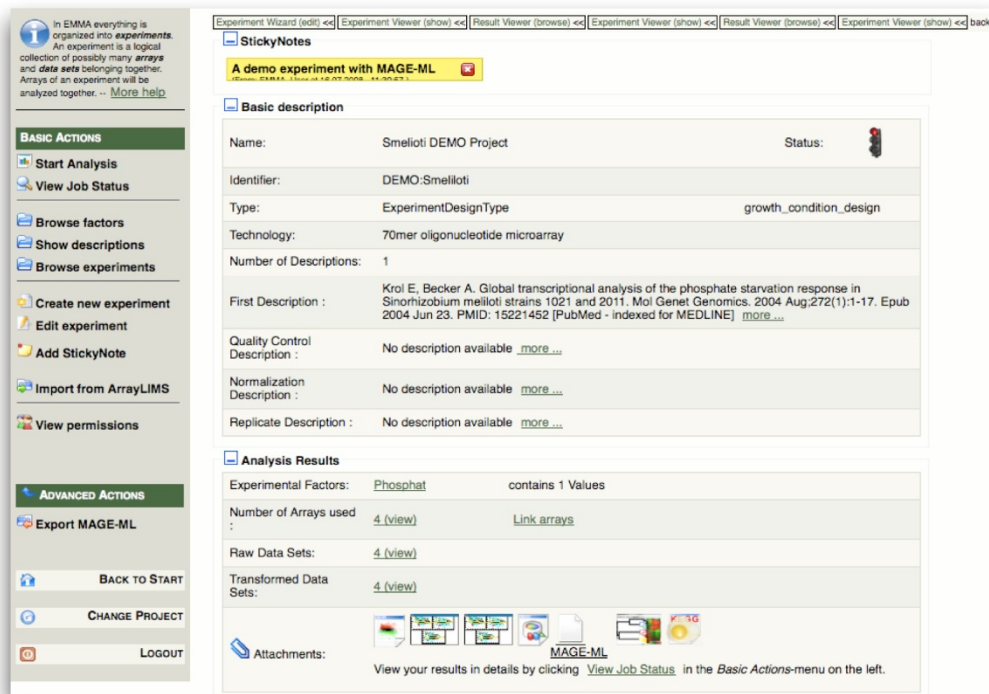 In EMMA everything is
organized into experiments.
An experiment is a logical
collection of possibly many arrays
and data sets belonging together.
Arrays of an experiment will be
analyzed together. -- More help
BASIC ACTIONS
Start Analysis
View Job Status
Browse factors
Show descriptions
Browse experiments
Create new experiment
Edit experiment
Add StickyNote
Import from ArrayLIMS
View permissions
ADVANCED ACTIONS
Export MAGE-ML
BACK TO START
CHANGE PROJECT
LOGOUT
Experiment Wizard (edit) << Experiment Viewer (show) << Result Viewer (browse) << Experiment Viewer (show) << Result Viewer (browse) << Experiment Viewer (show) << back
StickyNotes
A demo experiment with MAGE-ML
Basic description
Name: Smelioti DEMO Project Status:
Identifier: DEMO:Smeliloti
Type: ExperimentDesignType growth_condition_design
Technology: 70mer oligonucleotide microarray
Number of Descriptions: 1
First Description : Krol E, Becker A. Global transcriptional analysis of the phosphate starvation response in
Sinorhizobium meliloti strains 1021 and 2011. Mol Genet Genomics. 2004 Aug;272(1):1-17. Epub
2004 Jun 23. PMID: 15221452 [PubMed - indexed for MEDLINE] more ...
Quality Control
Description : No description available more ...
Normalization
Description : No description available more ...
Replicate Description : No description available more ...
Analysis Results
Experimental Factors: Phosphat contains 1 Values
Number of Arrays used
: 4 (view) Link arrays
Raw Data Sets: 4 (view)
Transformed Data
Sets: 4 (view)
Attachments: MAGE-ML
View your results in details by clicking View Job Status in the Basic Actions-menu on the left.